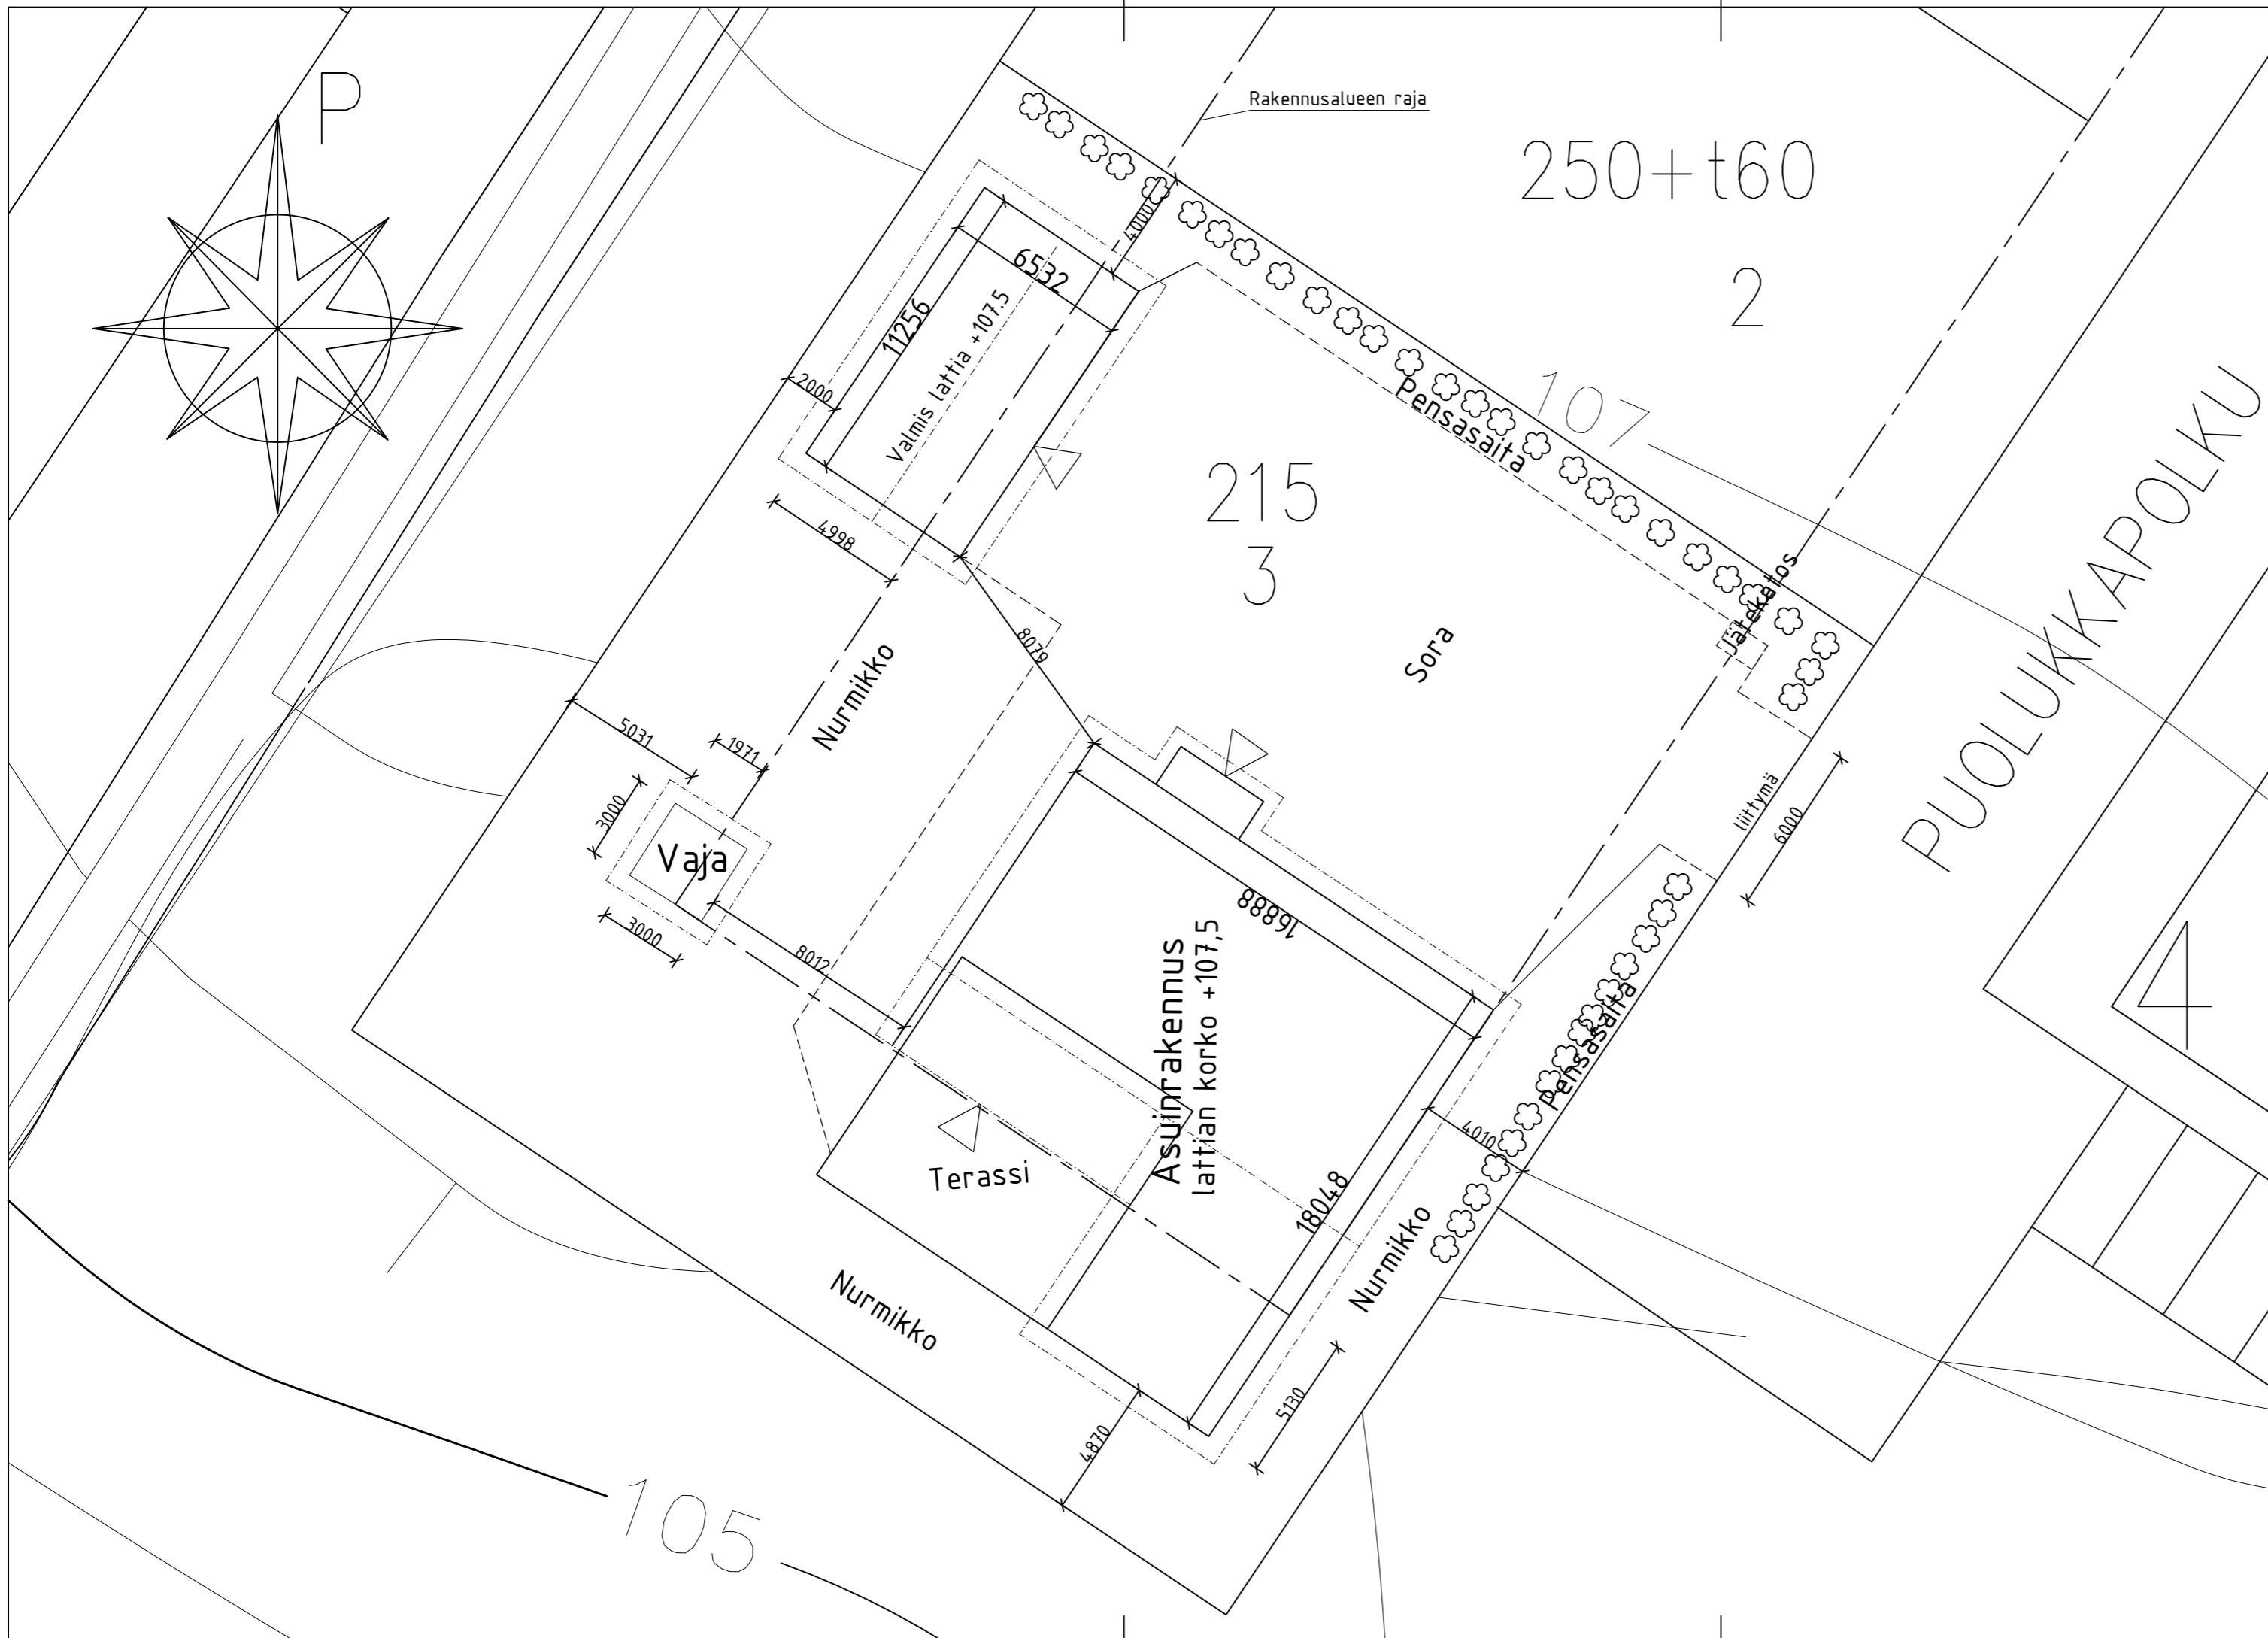 P
Rakennusalueen raja
250+t60
2
4000
6532
11256
Valmis lattia +107.5
2000
4998
Pensasaita
107
215
3
Jätekatos
PUOLUKKAPOLKU
8079
Sora
Nurmikko
5031
1971
3000
Vaja
3000
8012
liittymä
6000
16888
Asuinrakennus
lattian korko +107,5
Pensasaita
4
4010
Terassi
18048
Nurmikko
Nurmikko
5130
4870
105